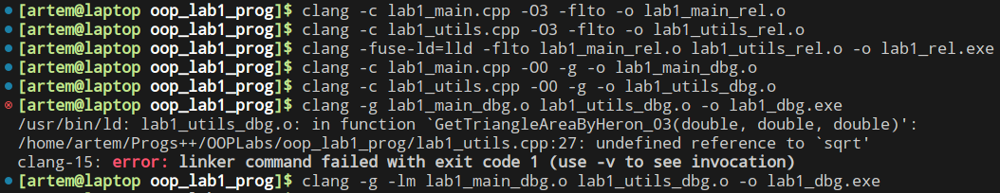 [artem@laptop oop_lab1_prog]$ clang -c lab1_main.cpp -O3 -flto -o lab1_main_rel.o
[artem@laptop oop_lab1_prog]$ clang -c lab1_utils.cpp -O3 -flto -o lab1_utils_rel.o
[artem@laptop oop_lab1_prog]$ clang -fuse-ld=lld -flto lab1_main_rel.o lab1_utils_rel.o -o lab1_rel.exe
[artem@laptop oop_lab1_prog]$ clang -c lab1_main.cpp -O0 -g -o lab1_main_dbg.o
[artem@laptop oop_lab1_prog]$ clang -c lab1_utils.cpp -O0 -g -o lab1_utils_dbg.o
[artem@laptop oop_lab1_prog]$ clang -g lab1_main_dbg.o lab1_utils_dbg.o -o lab1_dbg.exe
/usr/bin/ld: lab1_utils_dbg.o: in function `GetTriangleAreaByHeron_03(double, double, double)':
/home/artem/Progs++/OOPLabs/oop_lab1_prog/lab1_utils.cpp:27: undefined reference to `sqrt'
clang-15: error: linker command failed with exit code 1 (use -v to see invocation)
[artem@laptop oop_lab1_prog]$ clang -g -lm lab1_main_dbg.o lab1_utils_dbg.o -o lab1_dbg.exe